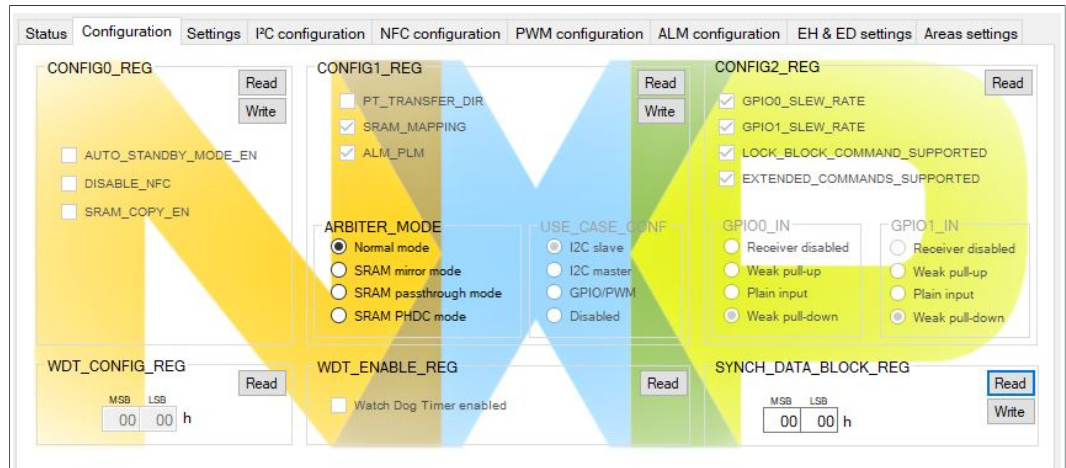 Status Configuration Settings I²C configuration NFC configuration PWM configuration ALM configuration EH & ED settings Areas settings
CONFIG0_REG
Read
Write
AUTO_STANDBY_MODE_EN
DISABLE_NFC
SRAM_COPY_EN
CONFIG1_REG
Read
Write
PT_TRANSFER_DIR
SRAM_MAPPING
ALM_PLM
ARBITER_MODE
Normal mode
SRAM mirror mode
SRAM passthrough mode
SRAM PHDC mode
USE_CASE_CONF
I2C slave
I2C master
GPIO/PWM
Disabled
CONFIG2_REG
Read
GPIO0_SLEW_RATE
GPIO1_SLEW_RATE
LOCK_BLOCK_COMMAND_SUPPORTED
EXTENDED_COMMANDS_SUPPORTED
GPIO0_IN
Receiver disabled
Weak pull-up
Plain input
Weak pull-down
GPIO1_IN
Receiver disabled
Weak pull-up
Plain input
Weak pull-down
WDT_CONFIG_REG
Read
MSB LSB
00 00 h
WDT_ENABLE_REG
Read
Watch Dog Timer enabled
SYNCH_DATA_BLOCK_REG
Read
Write
MSB LSB
00 00 h
NXP